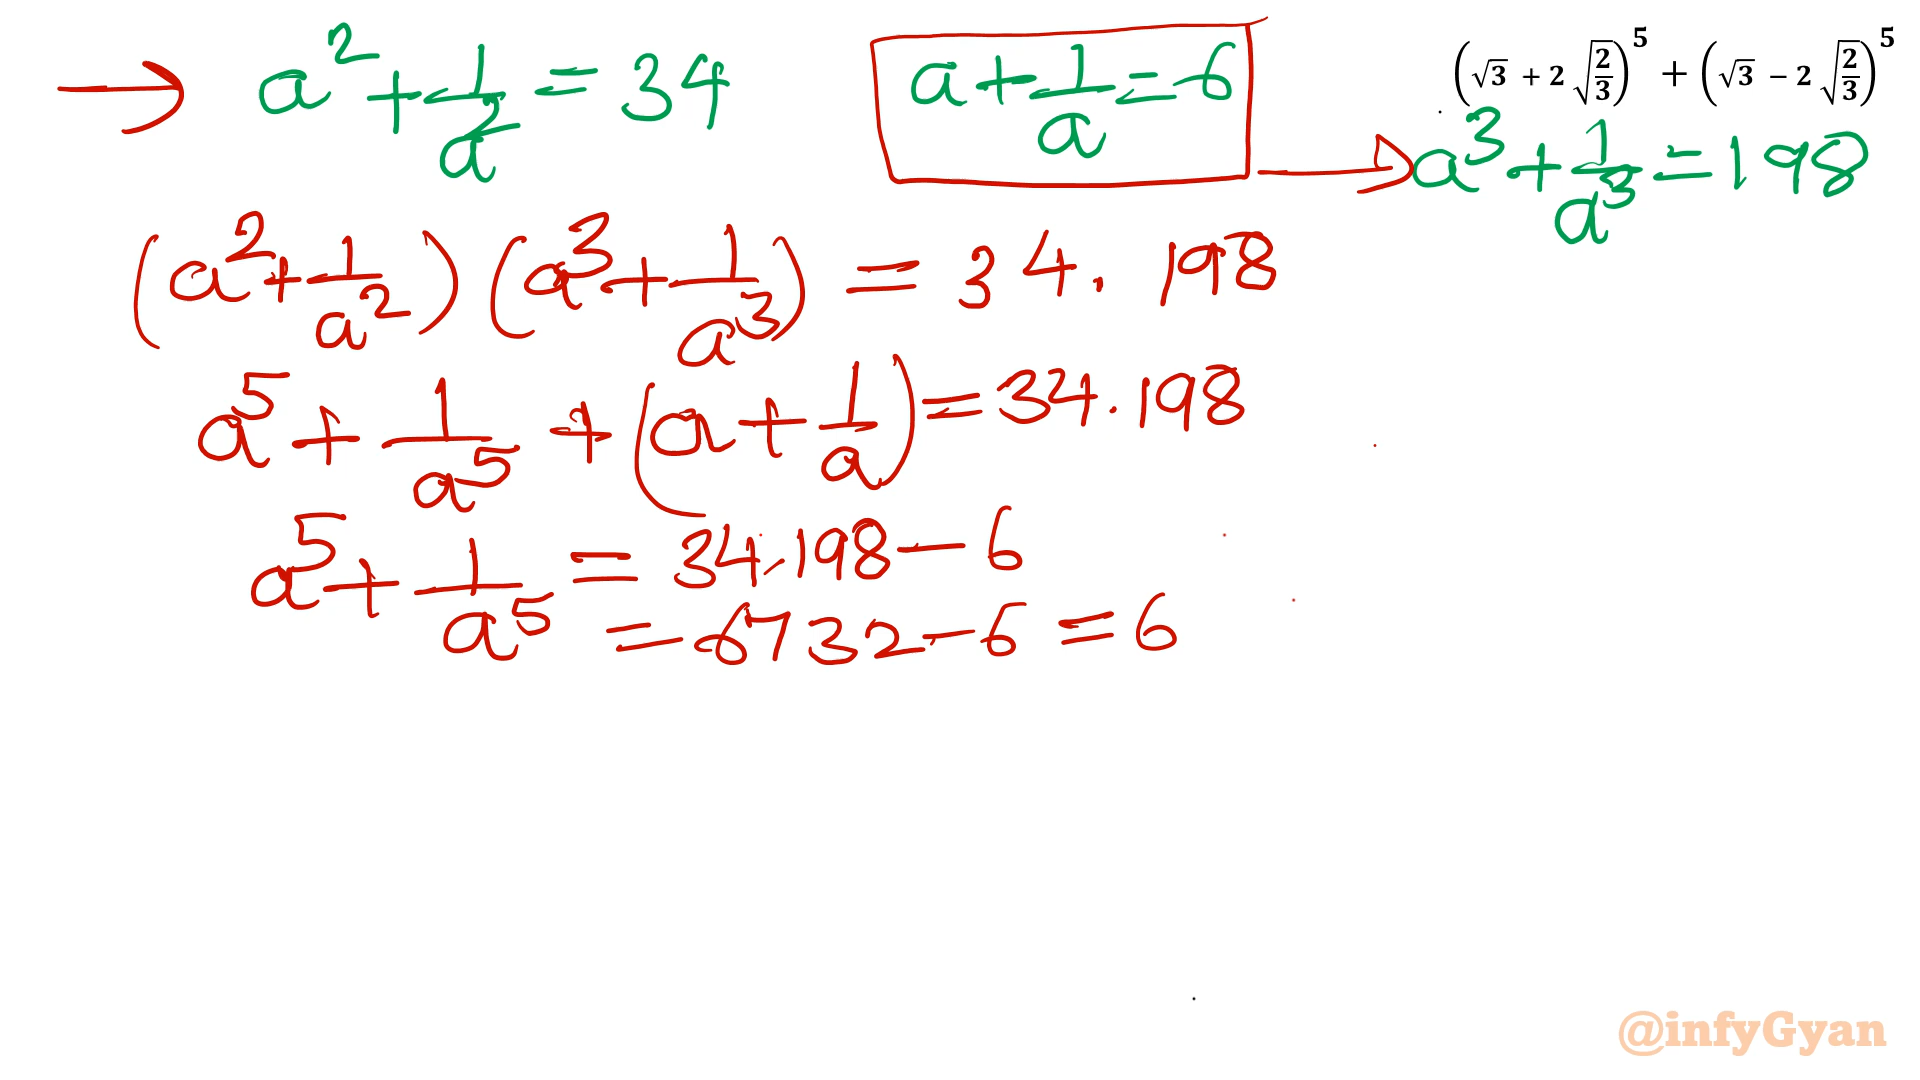 → a² + 1/a² = 34
a + 1/a = 6
(√3 + 2√(2/3))⁵ + (√3 − 2√(2/3))⁵
→ a³ + 1/a³ = 198
(a² + 1/a²)(a³ + 1/a³) = 34.198
a⁵ + 1/a⁵ + (a + 1/a) = 34.198
a⁵ + 1/a⁵ = 34.198 − 6
= 6732 − 6 = 6
@infyGyan